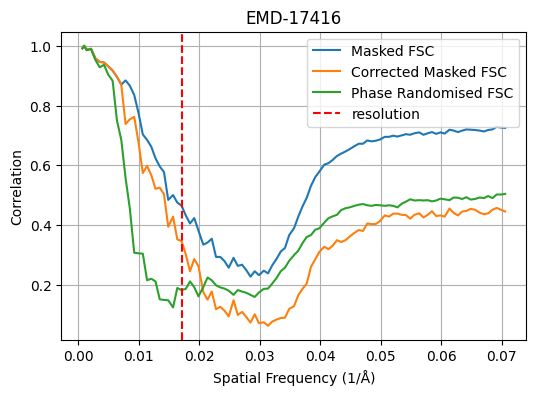 EMD-17416
Masked FSC
Corrected Masked FSC
Phase Randomised FSC
resolution
Correlation
1.0
0.8
0.6
0.4
0.2
0.00 0.01 0.02 0.03 0.04 0.05 0.06 0.07
Spatial Frequency (1/Å)